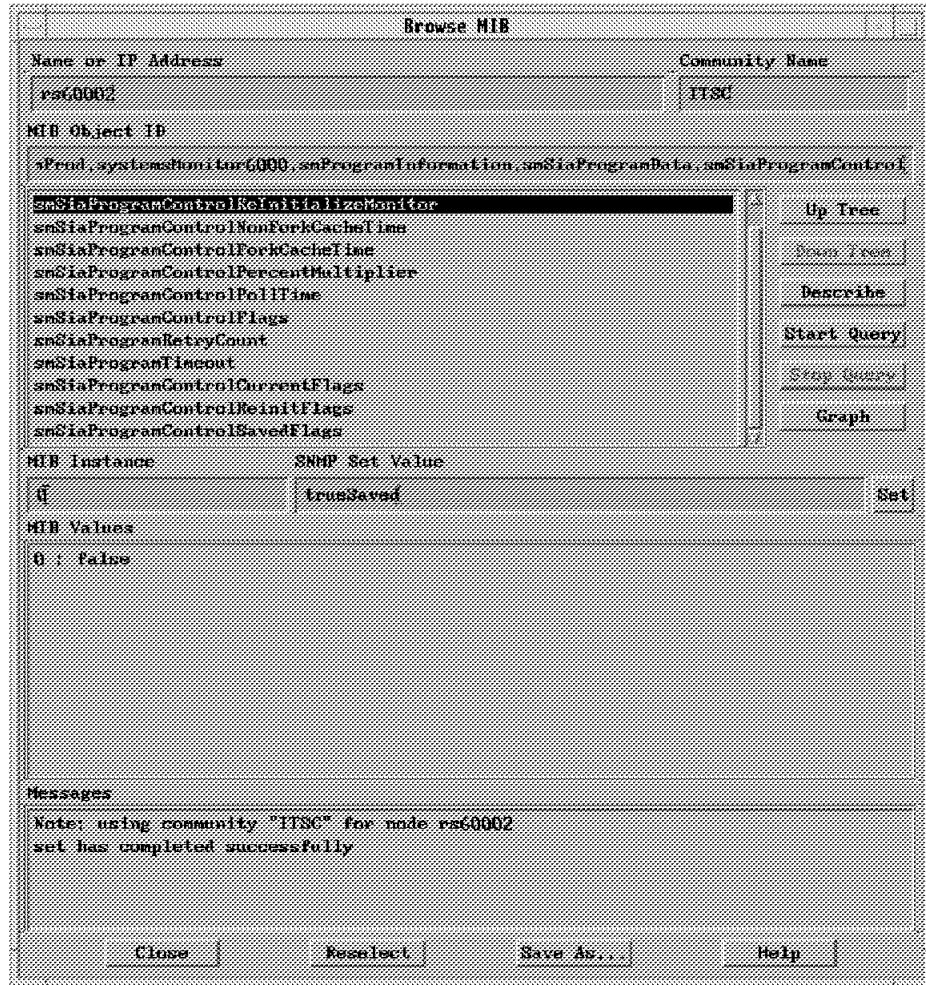 Browse MIB
Name or IP Address
Community Name
rs60002
ITSC
MIB Object ID
mProd.systemsMonitor6000.smProgramInformation.smSiaProgramData.smSiaProgramControl
smSiaProgramControlReInitializeMonitor
smSiaProgramControlNonForkCacheTime
smSiaProgramControlForkCacheTime
smSiaProgramControlPercentMultiplier
smSiaProgramControlPollTime
smSiaProgramControlFlags
smSiaProgramRetryCount
smSiaProgramTimeout
smSiaProgramControlCurrentFlags
smSiaProgramControlReinitFlags
smSiaProgramControlSavedFlags
Up Tree
Down Tree
Describe
Start Query
Stop Query
Graph
MIB Instance
SNMP Set Value
0
trueSaved
Set
MIB Values
0 : false
Messages
Note: using community "ITSC" for node rs60002
set has completed successfully
Close
Reselect
Save As...
Help